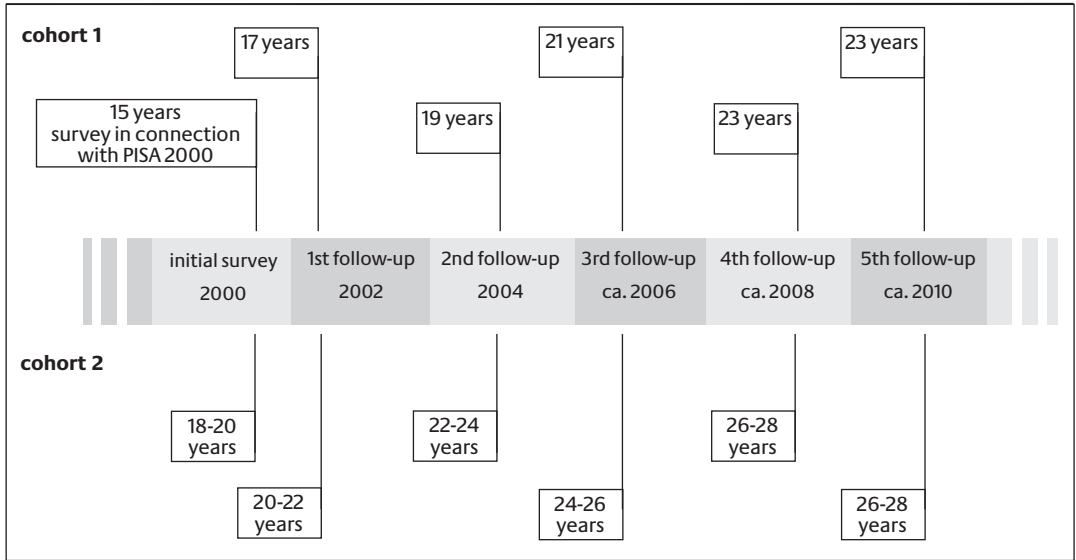 cohort 1
17 years
21 years
23 years
15 years
survey in connection
with PISA 2000
19 years
23 years
initial survey
2000
1st follow-up
2002
2nd follow-up
2004
3rd follow-up
ca. 2006
4th follow-up
ca. 2008
5th follow-up
ca. 2010
cohort 2
18-20
years
22-24
years
26-28
years
20-22
years
24-26
years
26-28
years